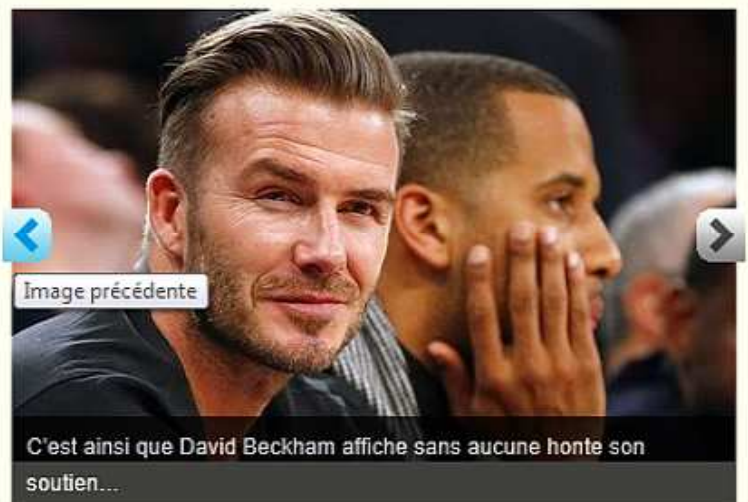 Image précédente
C'est ainsi que David Beckham affiche sans aucune honte son
soutien...